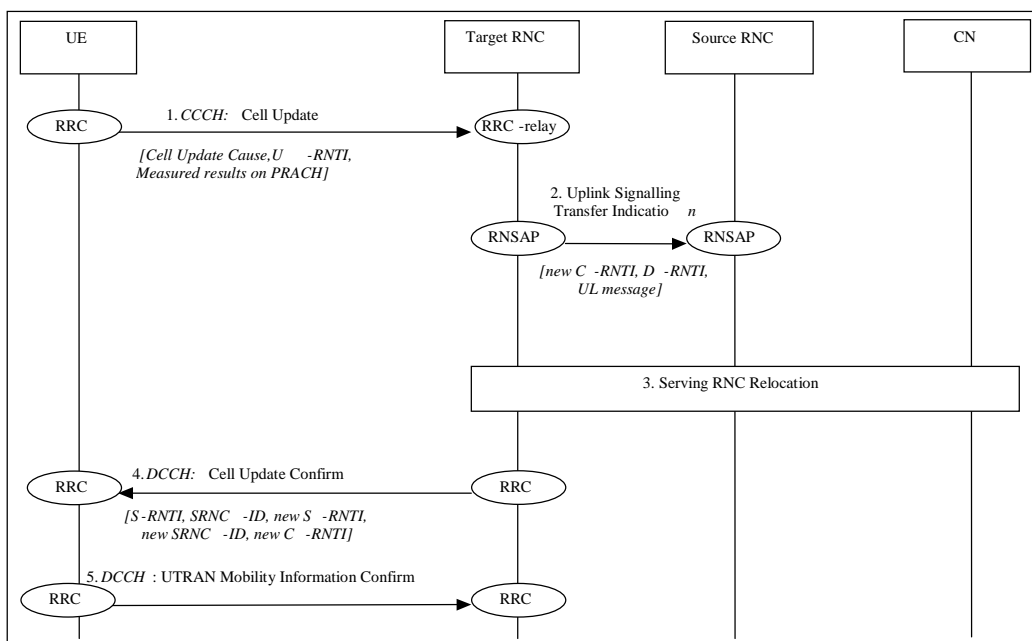 UE
Target RNC
Source RNC
CN
RRC
1. CCCH: Cell Update
RRC -relay
[Cell Update Cause,U -RNTI,
Measured results on PRACH]
2. Uplink Signalling
Transfer Indicatio n
RNSAP
RNSAP
[new C -RNTI, D -RNTI,
UL message]
3. Serving RNC Relocation
4. DCCH: Cell Update Confirm
RRC
RRC
[S -RNTI, SRNC -ID, new S -RNTI,
new SRNC -ID, new C -RNTI]
5. DCCH : UTRAN Mobility Information Confirm
RRC
RRC